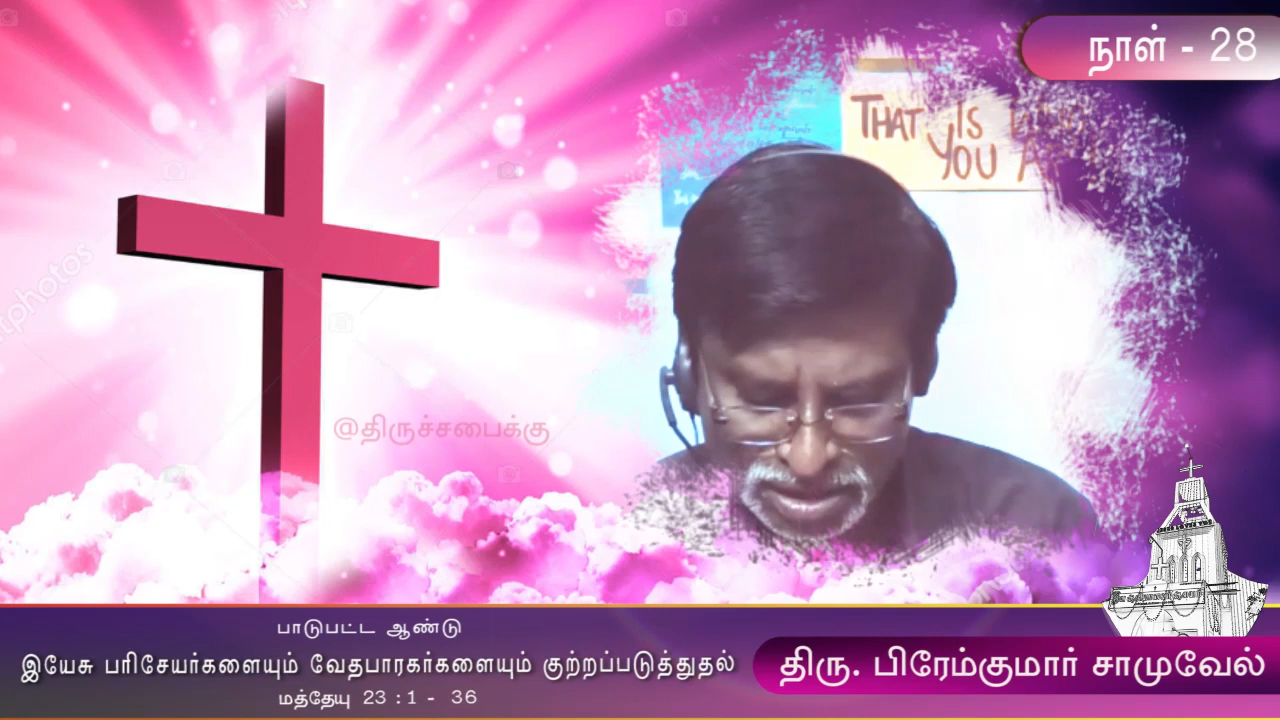 நாள் - 28
THAT IS
YOU
@திருச்சபைக்கு
பாடுபட்ட ஆண்டு
இயேசு பரிசேயர்களையும் வேதபாரகர்களையும் குற்றப்படுத்துதல்
மத்தேயு 23 : 1 - 36
திரு. பிரேம்குமார் சாமுவேல்